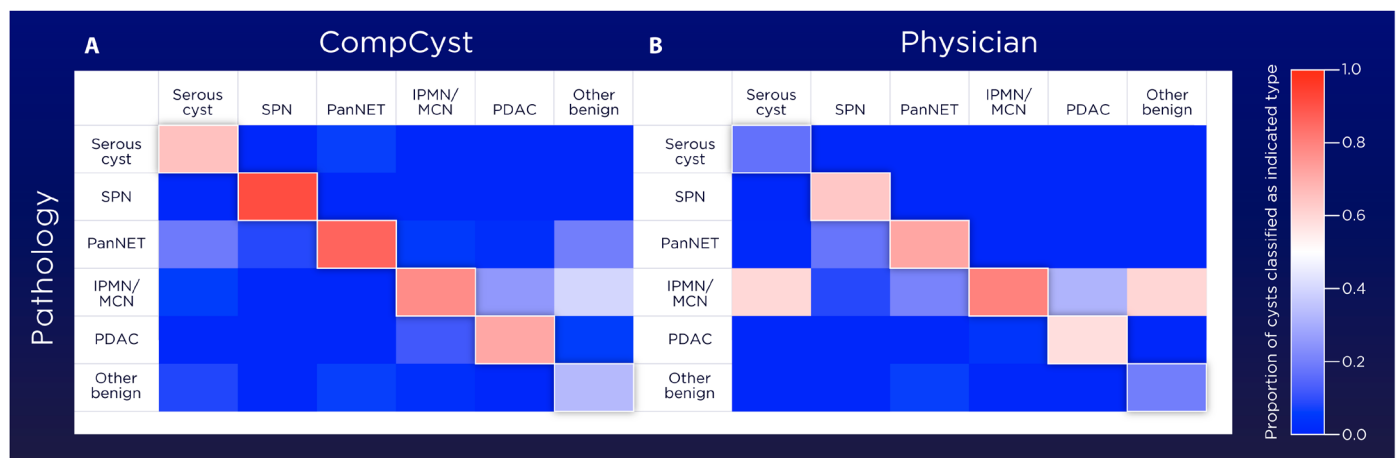 A CompCyst
B Physician
Serous cyst SPN PanNET IPMN/ MCN PDAC Other benign
Serous cyst SPN PanNET IPMN/ MCN PDAC Other benign
Pathology
Serous
cyst
SPN
PanNET
IPMN/
MCN
PDAC
Other
benign
Serous
cyst
SPN
PanNET
IPMN/
MCN
PDAC
Other
benign
Proportion of cysts classified as indicated type
1.0
0.8
0.6
0.4
0.2
0.0